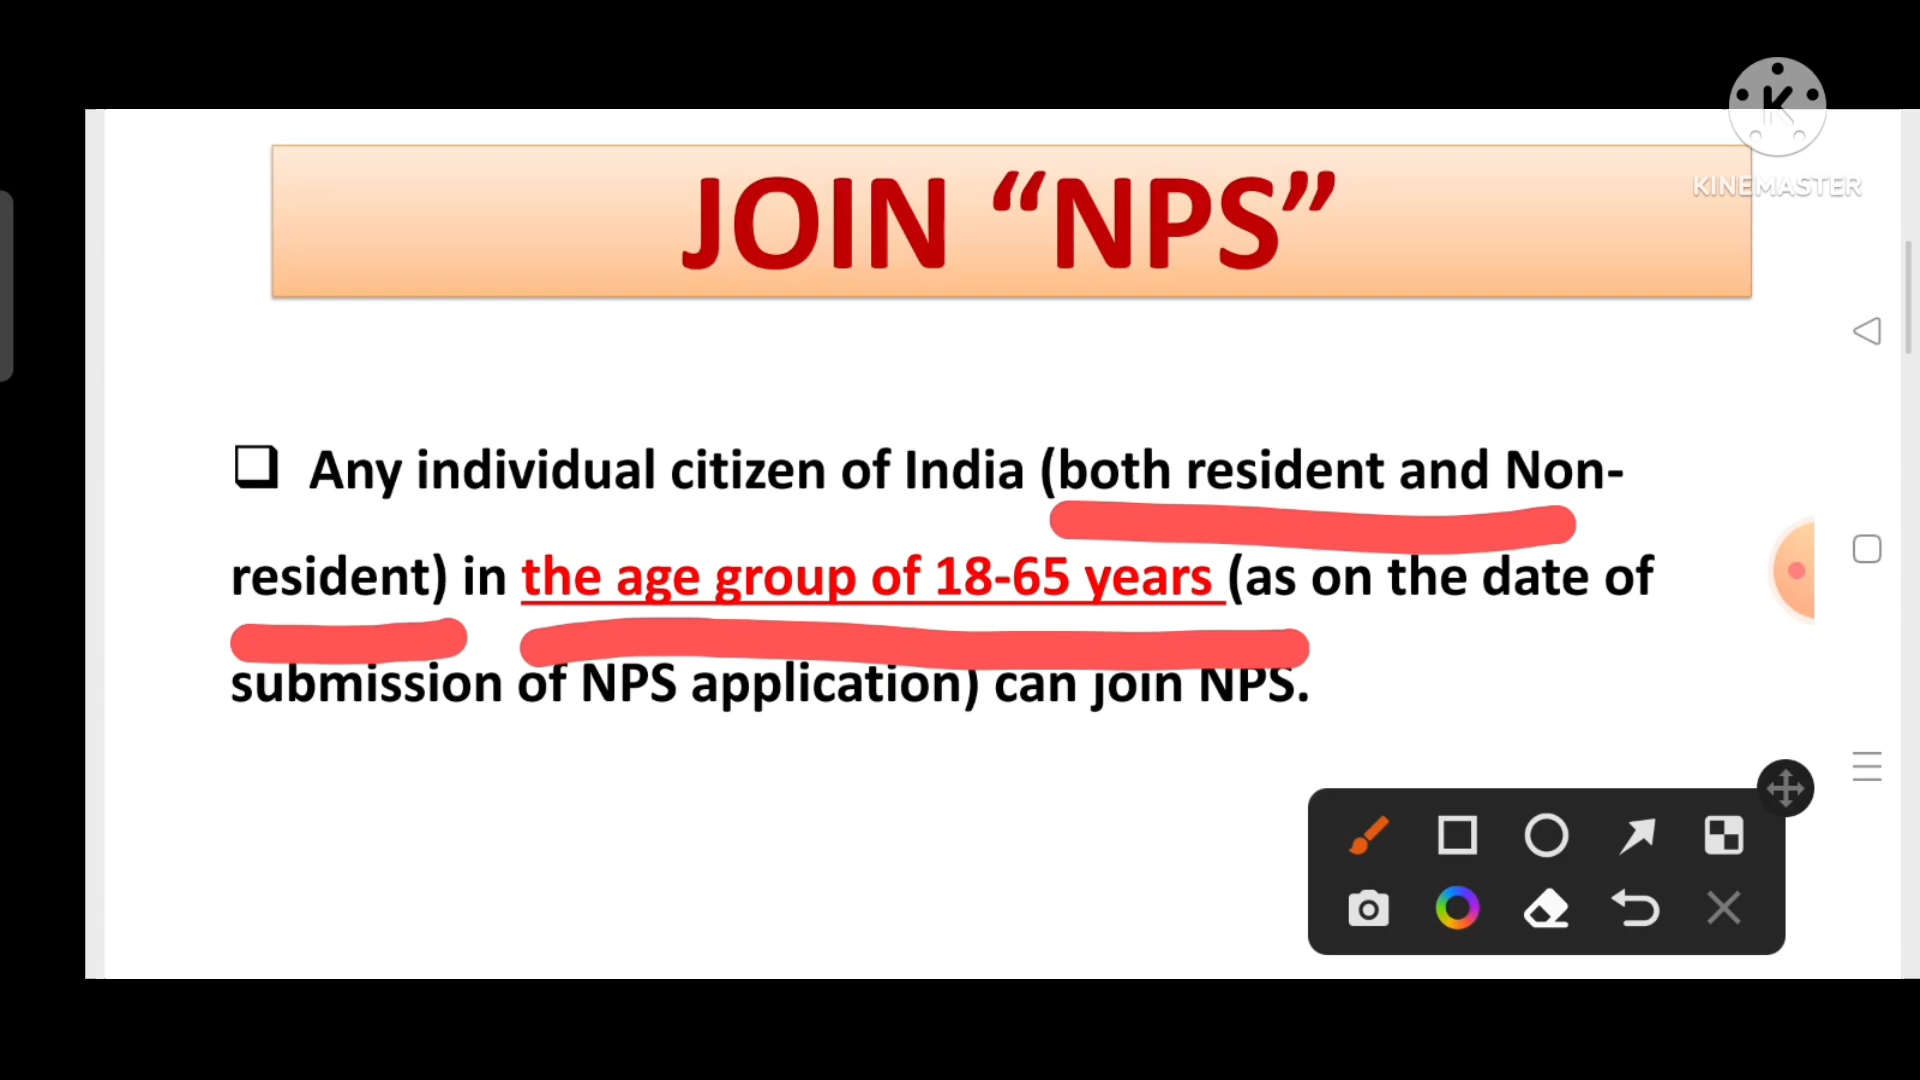 KINEMASTER
JOIN “NPS”
❑ Any individual citizen of India (both resident and Non-
resident) in the age group of 18-65 years (as on the date of
submission of NPS application) can join NPS.